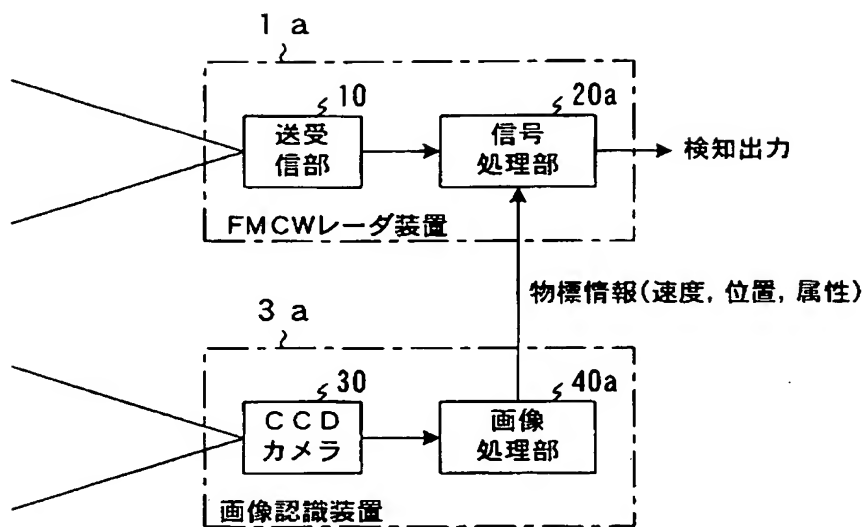 1a
10
20a
送受
信部
信号
処理部
検知出力
FMCWレーダ装置
物標情報(速度,位置,属性)
3a
30
40a
CCD
カメラ
画像
処理部
画像認識装置